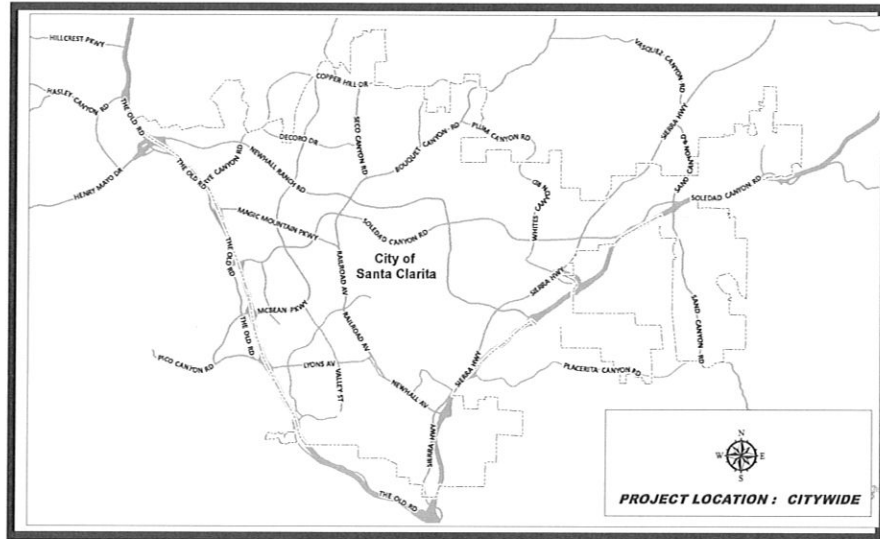 HILLCREST PKWY
VASQUEZ CANYON RD
HASLEY CANYON RD
THE OLD RD
COPPER HILL DR
SIERRA HWY
DECORO DR
SECO CANYON RD
BOUQUET CANYON RD
PLUM CANYON RD
THE OLD RD
RYE CANYON RD
NEWHALL RANCH RD
SAND CANYON RD
HENRY MAYO DR
WHITES CANYON RD
SOLEDAD CANYON RD
MAGIC MOUNTAIN PKWY
SOLEDAD CANYON RD
THE OLD RD
RAILROAD AV
City of
Santa Clarita
SIERRA HWY
MCBEAN PKWY
RAILROAD AV
THE OLD RD
SAND CANYON RD
PICO CANYON RD
LYONS AV
VALLEY ST
NEWHALL AV
SIERRA HWY
PLACERITA CANYON RD
SIERRA HWY
THE OLD RD
N
W
E
S
PROJECT LOCATION : CITYWIDE